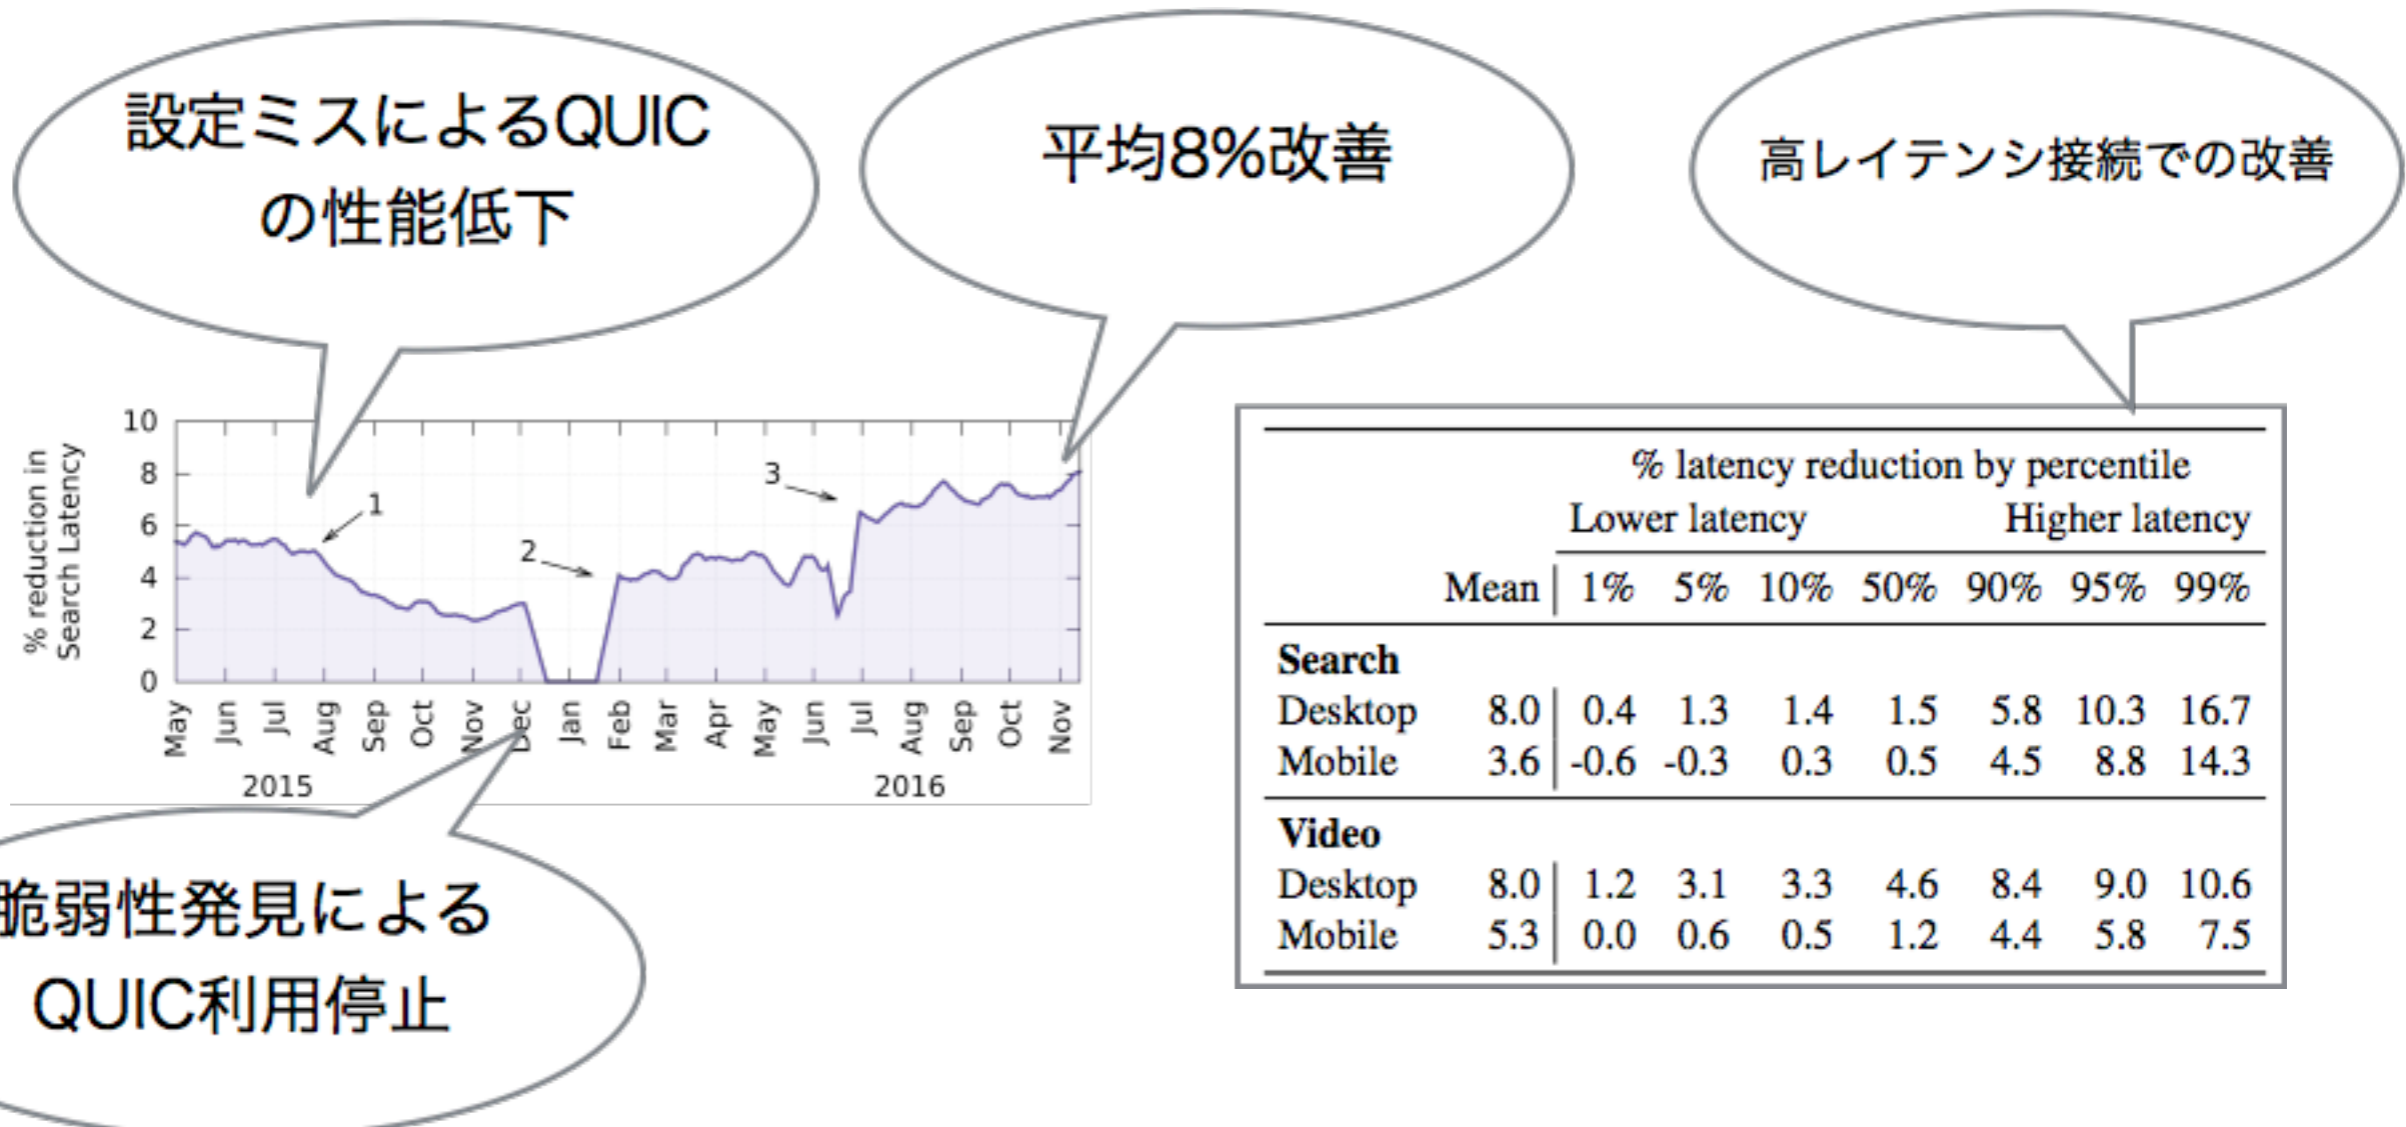 設定ミスによるQUIC
の性能低下
平均8%改善
高レイテンシ接続での改善
% reduction in
Search Latency
10
8
6
4
2
0
1
2
3
May Jun Jul Aug Sep Oct Nov Dec Jan Feb Mar Apr May Jun Jul Aug Sep Oct Nov
2015 2016
脆弱性発見による
QUIC利用停止
% latency reduction by percentile
Lower latency Higher latency
Mean 1% 5% 10% 50% 90% 95% 99%
Search
Desktop 8.0 0.4 1.3 1.4 1.5 5.8 10.3 16.7
Mobile 3.6 -0.6 -0.3 0.3 0.5 4.5 8.8 14.3
Video
Desktop 8.0 1.2 3.1 3.3 4.6 8.4 9.0 10.6
Mobile 5.3 0.0 0.6 0.5 1.2 4.4 5.8 7.5